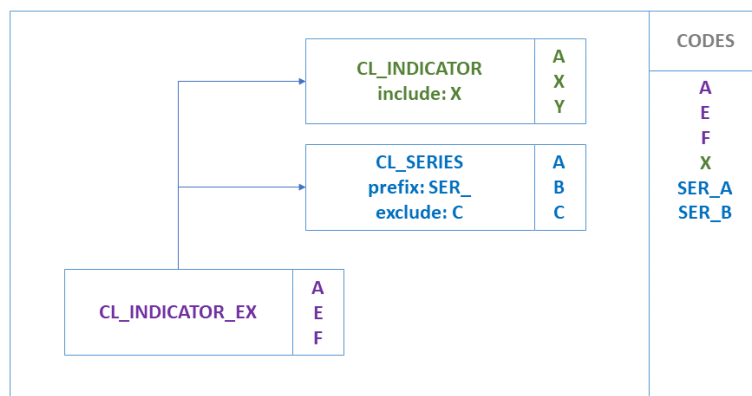 CL_INDICATOR
include: X
A
X
Y
CL_SERIES
prefix: SER_
exclude: C
A
B
C
CL_INDICATOR_EX
A
E
F
CODES
A
E
F
X
SER_A
SER_B